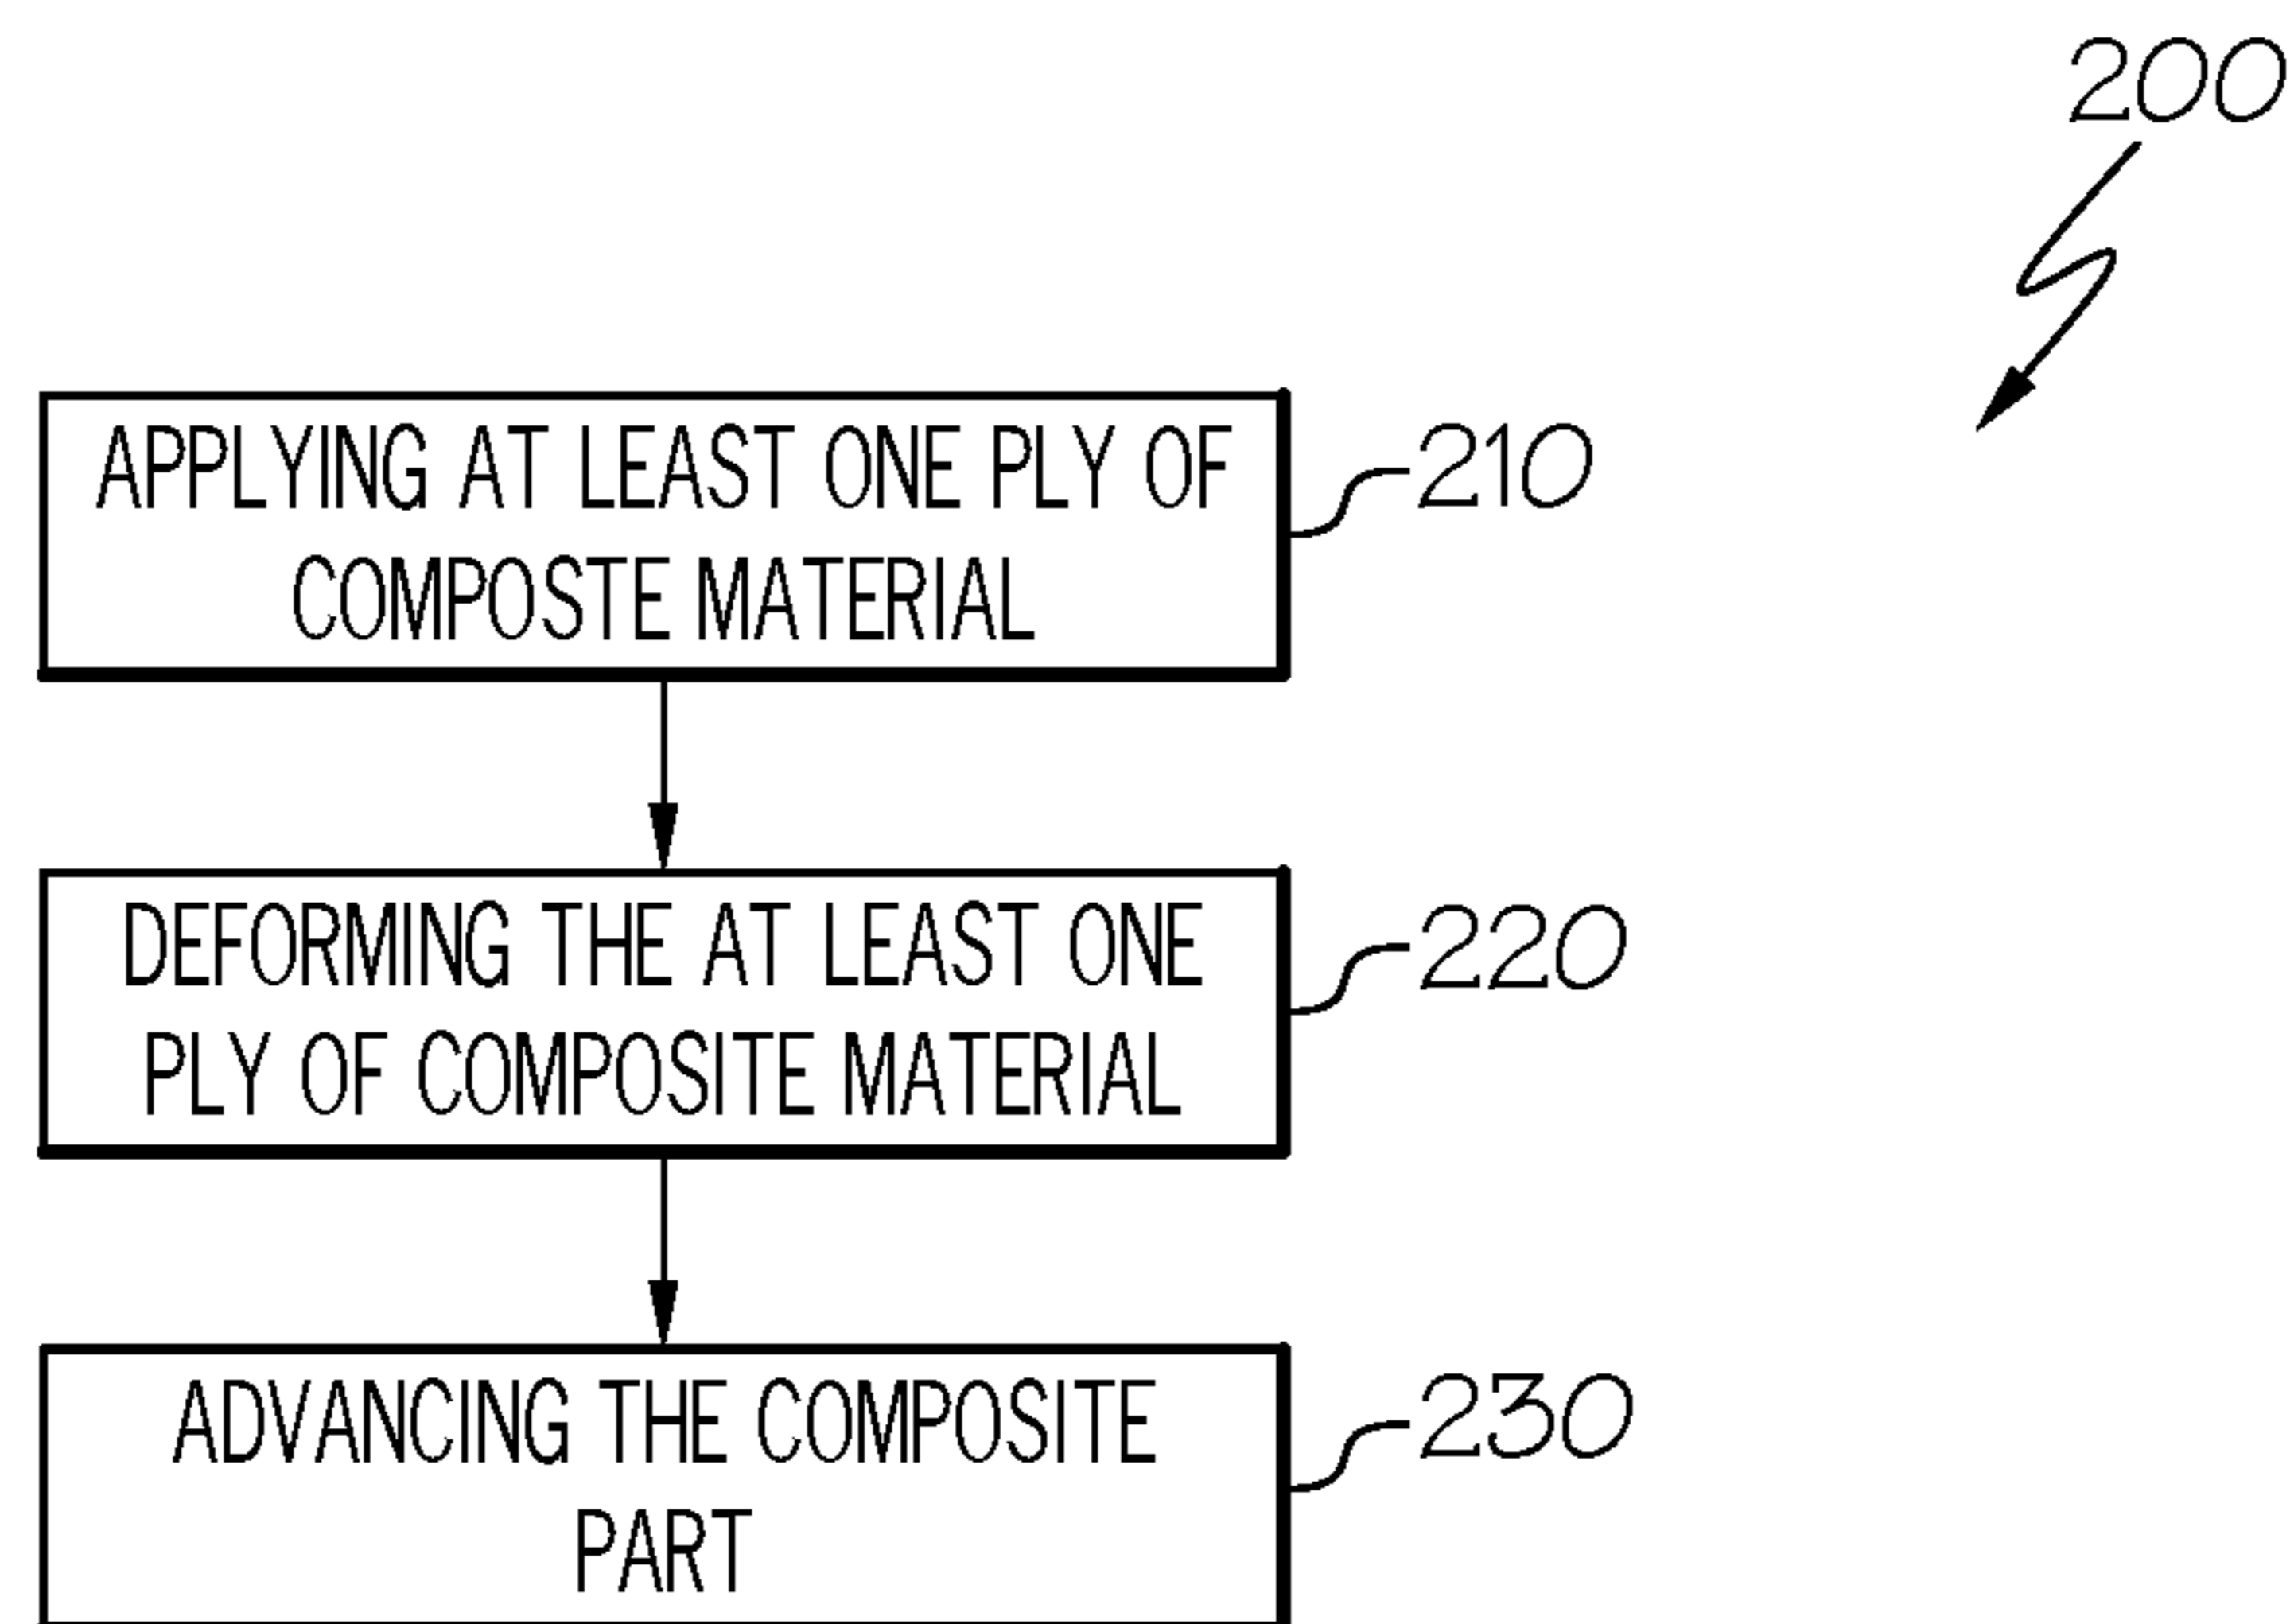 200
APPLYING AT LEAST ONE PLY OF
COMPOSTE MATERIAL
210
DEFORMING THE AT LEAST ONE
PLY OF COMPOSITE MATERIAL
220
ADVANCING THE COMPOSITE
PART
230